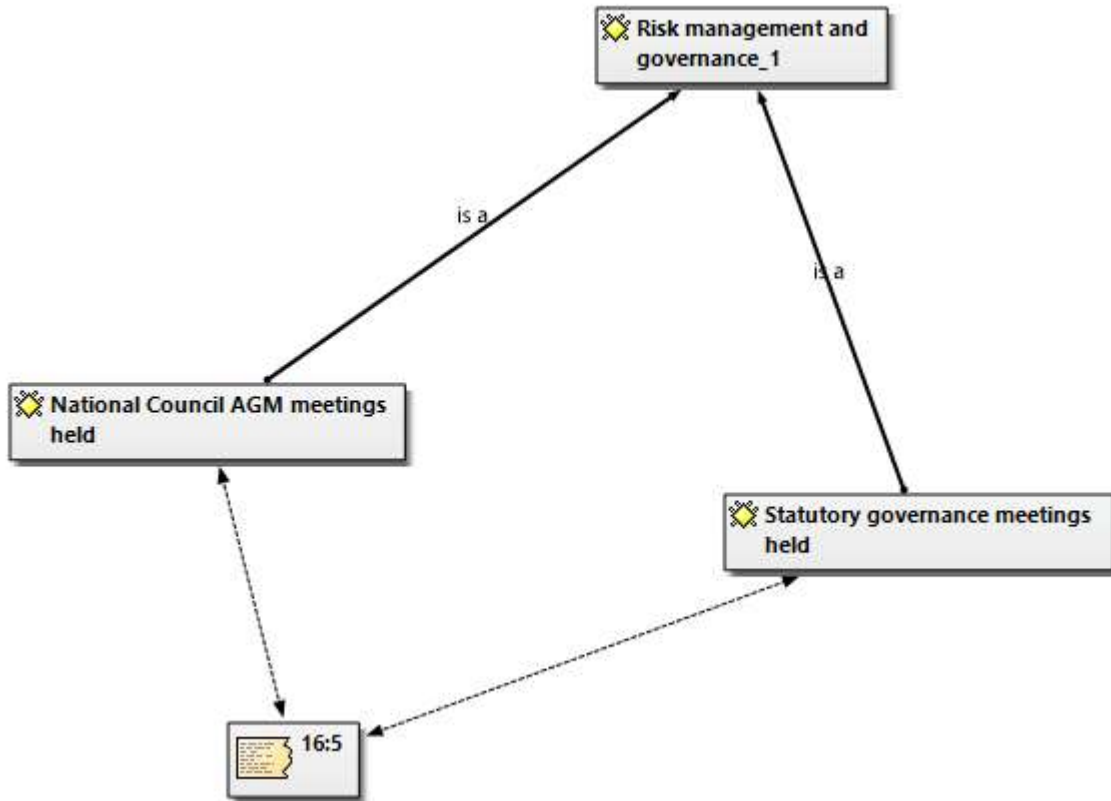 Risk management and
governance_1
is a
is a
National Council AGM meetings
held
Statutory governance meetings
held
16:5